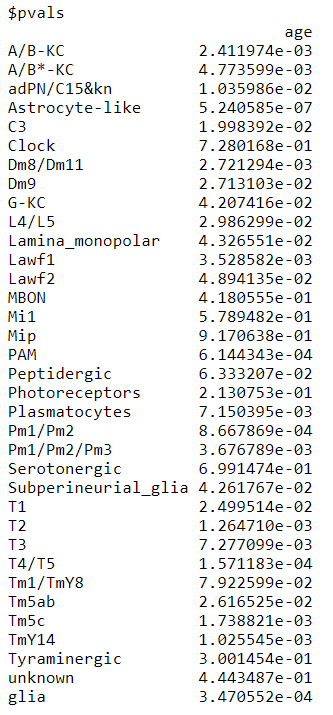 $pvals
age
A/B-KC 2.411974e-03
A/B*-KC 4.773599e-03
adPN/C15&kn 1.035986e-02
Astrocyte-like 5.240585e-07
C3 1.998392e-02
Clock 7.280168e-01
Dm8/Dm11 2.721294e-03
Dm9 2.713103e-02
G-KC 4.207416e-02
L4/L5 2.986299e-02
Lamina_monopolar 4.326551e-02
Lawf1 3.528582e-03
Lawf2 4.894135e-02
MBON 4.180555e-01
Mi1 5.789482e-01
Mip 9.170638e-01
PAM 6.144343e-04
Peptidergic 6.333207e-02
Photoreceptors 2.130753e-01
Plasmatocytes 7.150395e-03
Pm1/Pm2 8.667869e-04
Pm1/Pm2/Pm3 3.676789e-03
Serotonergic 6.991474e-01
Subperineurial_glia 4.261767e-02
T1 2.499514e-02
T2 1.264710e-03
T3 7.277099e-03
T4/T5 1.571183e-04
Tm1/TmY8 7.922599e-02
Tm5ab 2.616525e-02
Tm5c 1.738821e-03
TmY14 1.025545e-03
Tyraminergic 3.001454e-01
unknown 4.443487e-01
glia 3.470552e-04